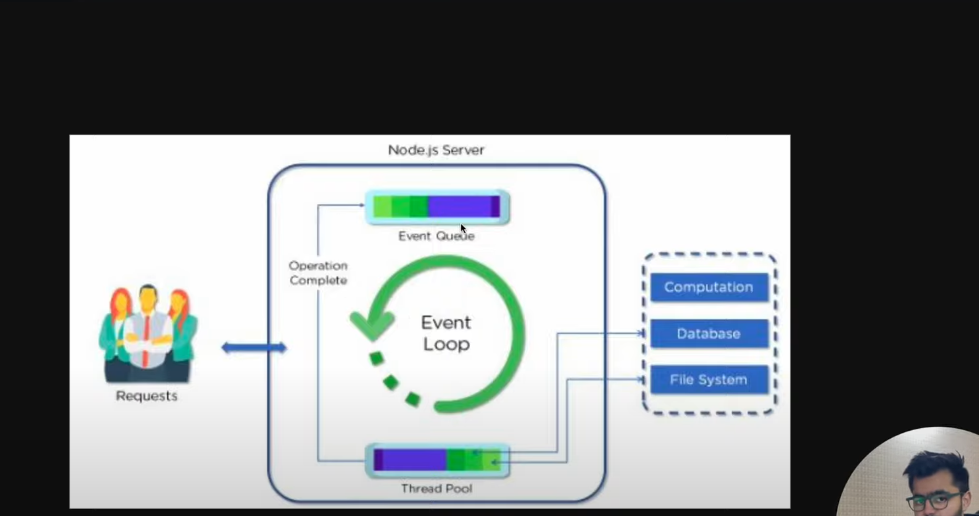 Node.js Server
Event Queue
Operation
Complete
Event
Loop
Computation
Database
File System
Requests
Thread Pool